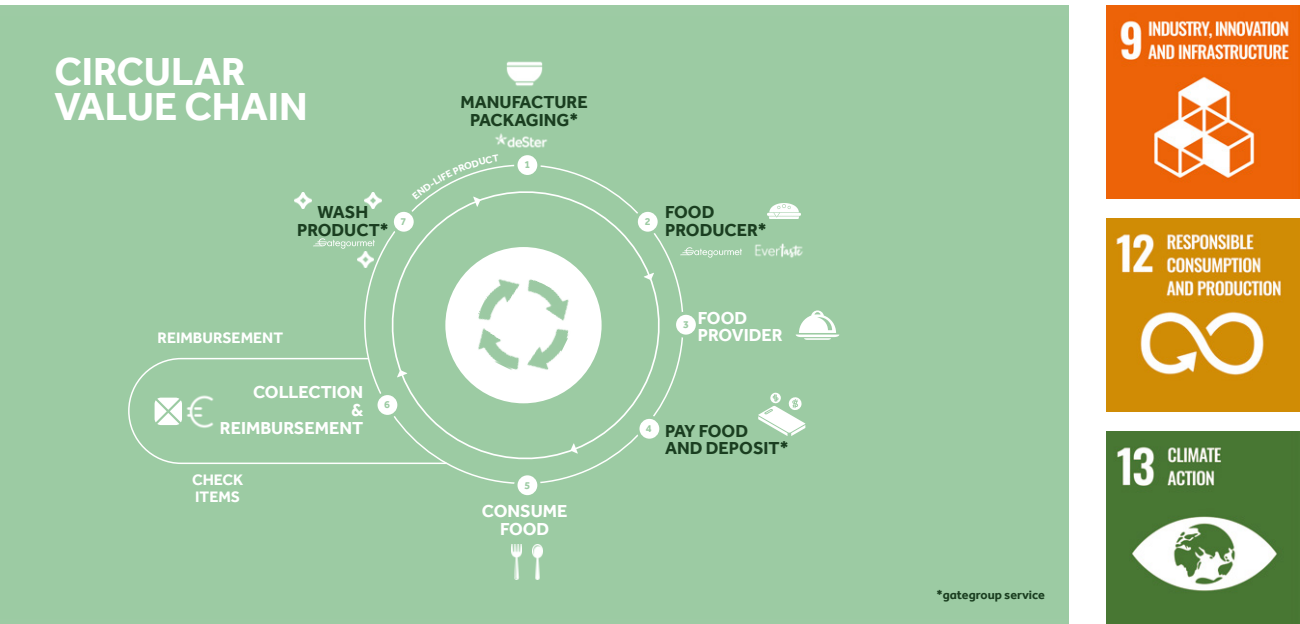 CIRCULAR
VALUE CHAIN
MANUFACTURE
PACKAGING*
deSter
1
END-LIFE PRODUCT
2
FOOD
PRODUCER*
gategourmet
Evertaste
3
FOOD
PROVIDER
4
PAY FOOD
AND DEPOSIT*
5
CONSUME
FOOD
6
COLLECTION
&
REIMBURSEMENT
REIMBURSEMENT
CHECK
ITEMS
€
7
WASH
PRODUCT*
gategourmet
*gategroup service
9 INDUSTRY, INNOVATION
AND INFRASTRUCTURE
12 RESPONSIBLE
CONSUMPTION
AND PRODUCTION
13 CLIMATE
ACTION